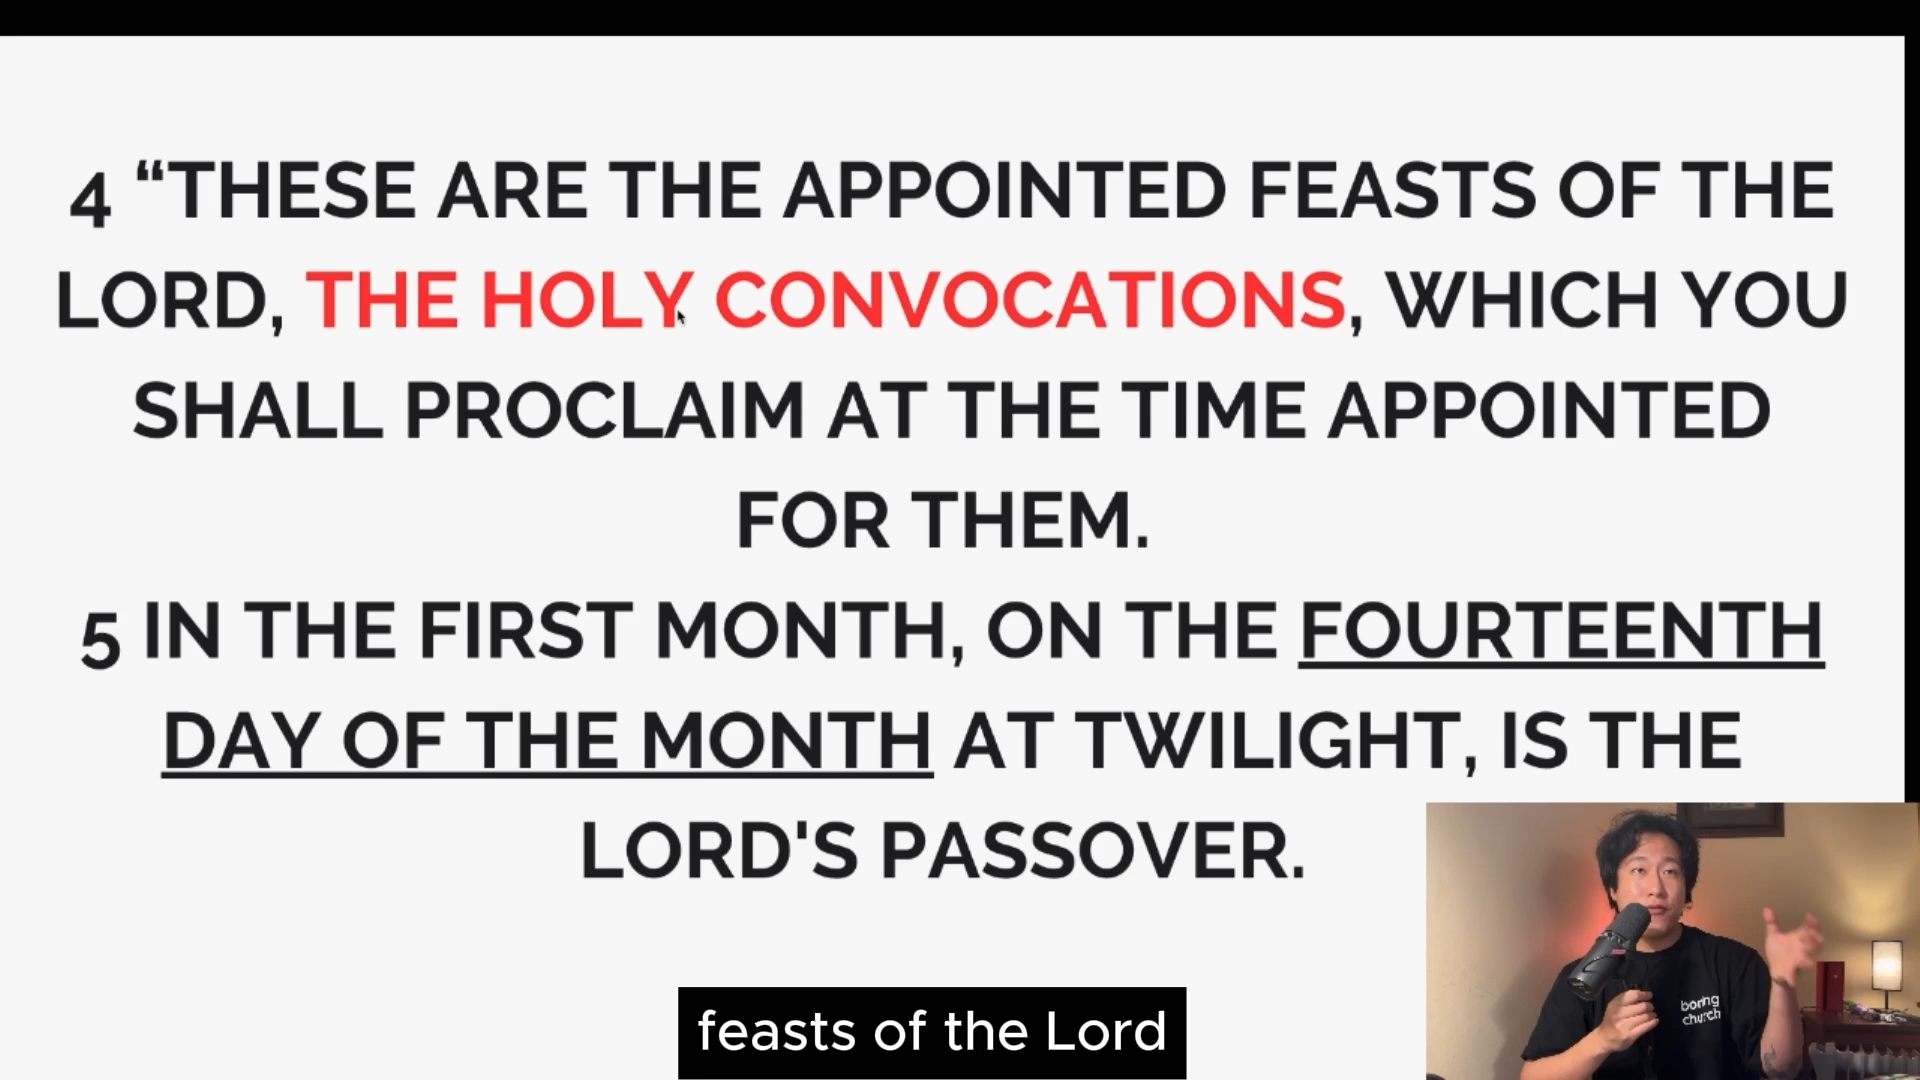 4 “THESE ARE THE APPOINTED FEASTS OF THE
LORD, THE HOLY CONVOCATIONS, WHICH YOU
SHALL PROCLAIM AT THE TIME APPOINTED
FOR THEM.
5 IN THE FIRST MONTH, ON THE FOURTEENTH
DAY OF THE MONTH AT TWILIGHT, IS THE
LORD'S PASSOVER.
boring
church
feasts of the Lord